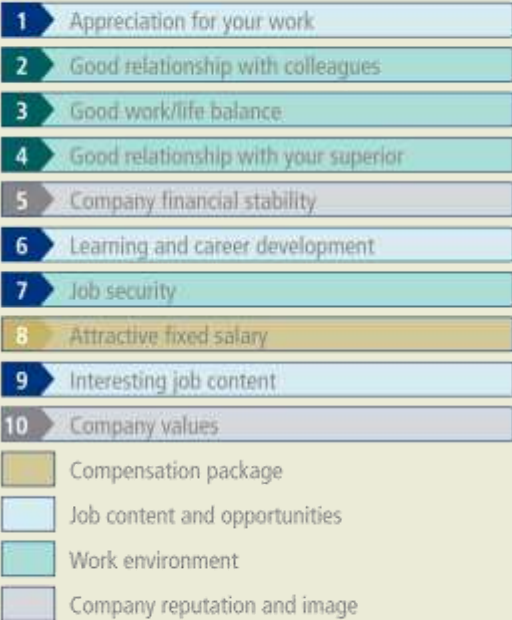 1 Appreciation for your work
2 Good relationship with colleagues
3 Good work/life balance
4 Good relationship with your superior
5 Company financial stability
6 Learning and career development
7 Job security
8 Attractive fixed salary
9 Interesting job content
10 Company values
Compensation package
Job content and opportunities
Work environment
Company reputation and image